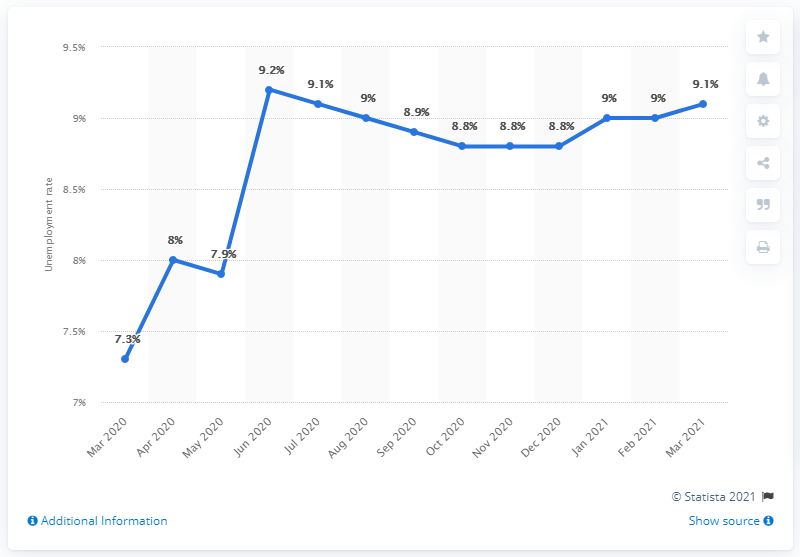 9.5%
9%
8.5%
8%
7.5%
7%
Unemployment rate
7.3%
8%
7.9%
9.2%
9.1%
9%
8.9%
8.8%
8.8%
8.8%
9%
9%
9.1%
Mar 2020
Apr 2020
May 2020
Jun 2020
Jul 2020
Aug 2020
Sep 2020
Oct 2020
Nov 2020
Dec 2020
Jan 2021
Feb 2021
Mar 2021
© Statista 2021
Additional Information
Show source